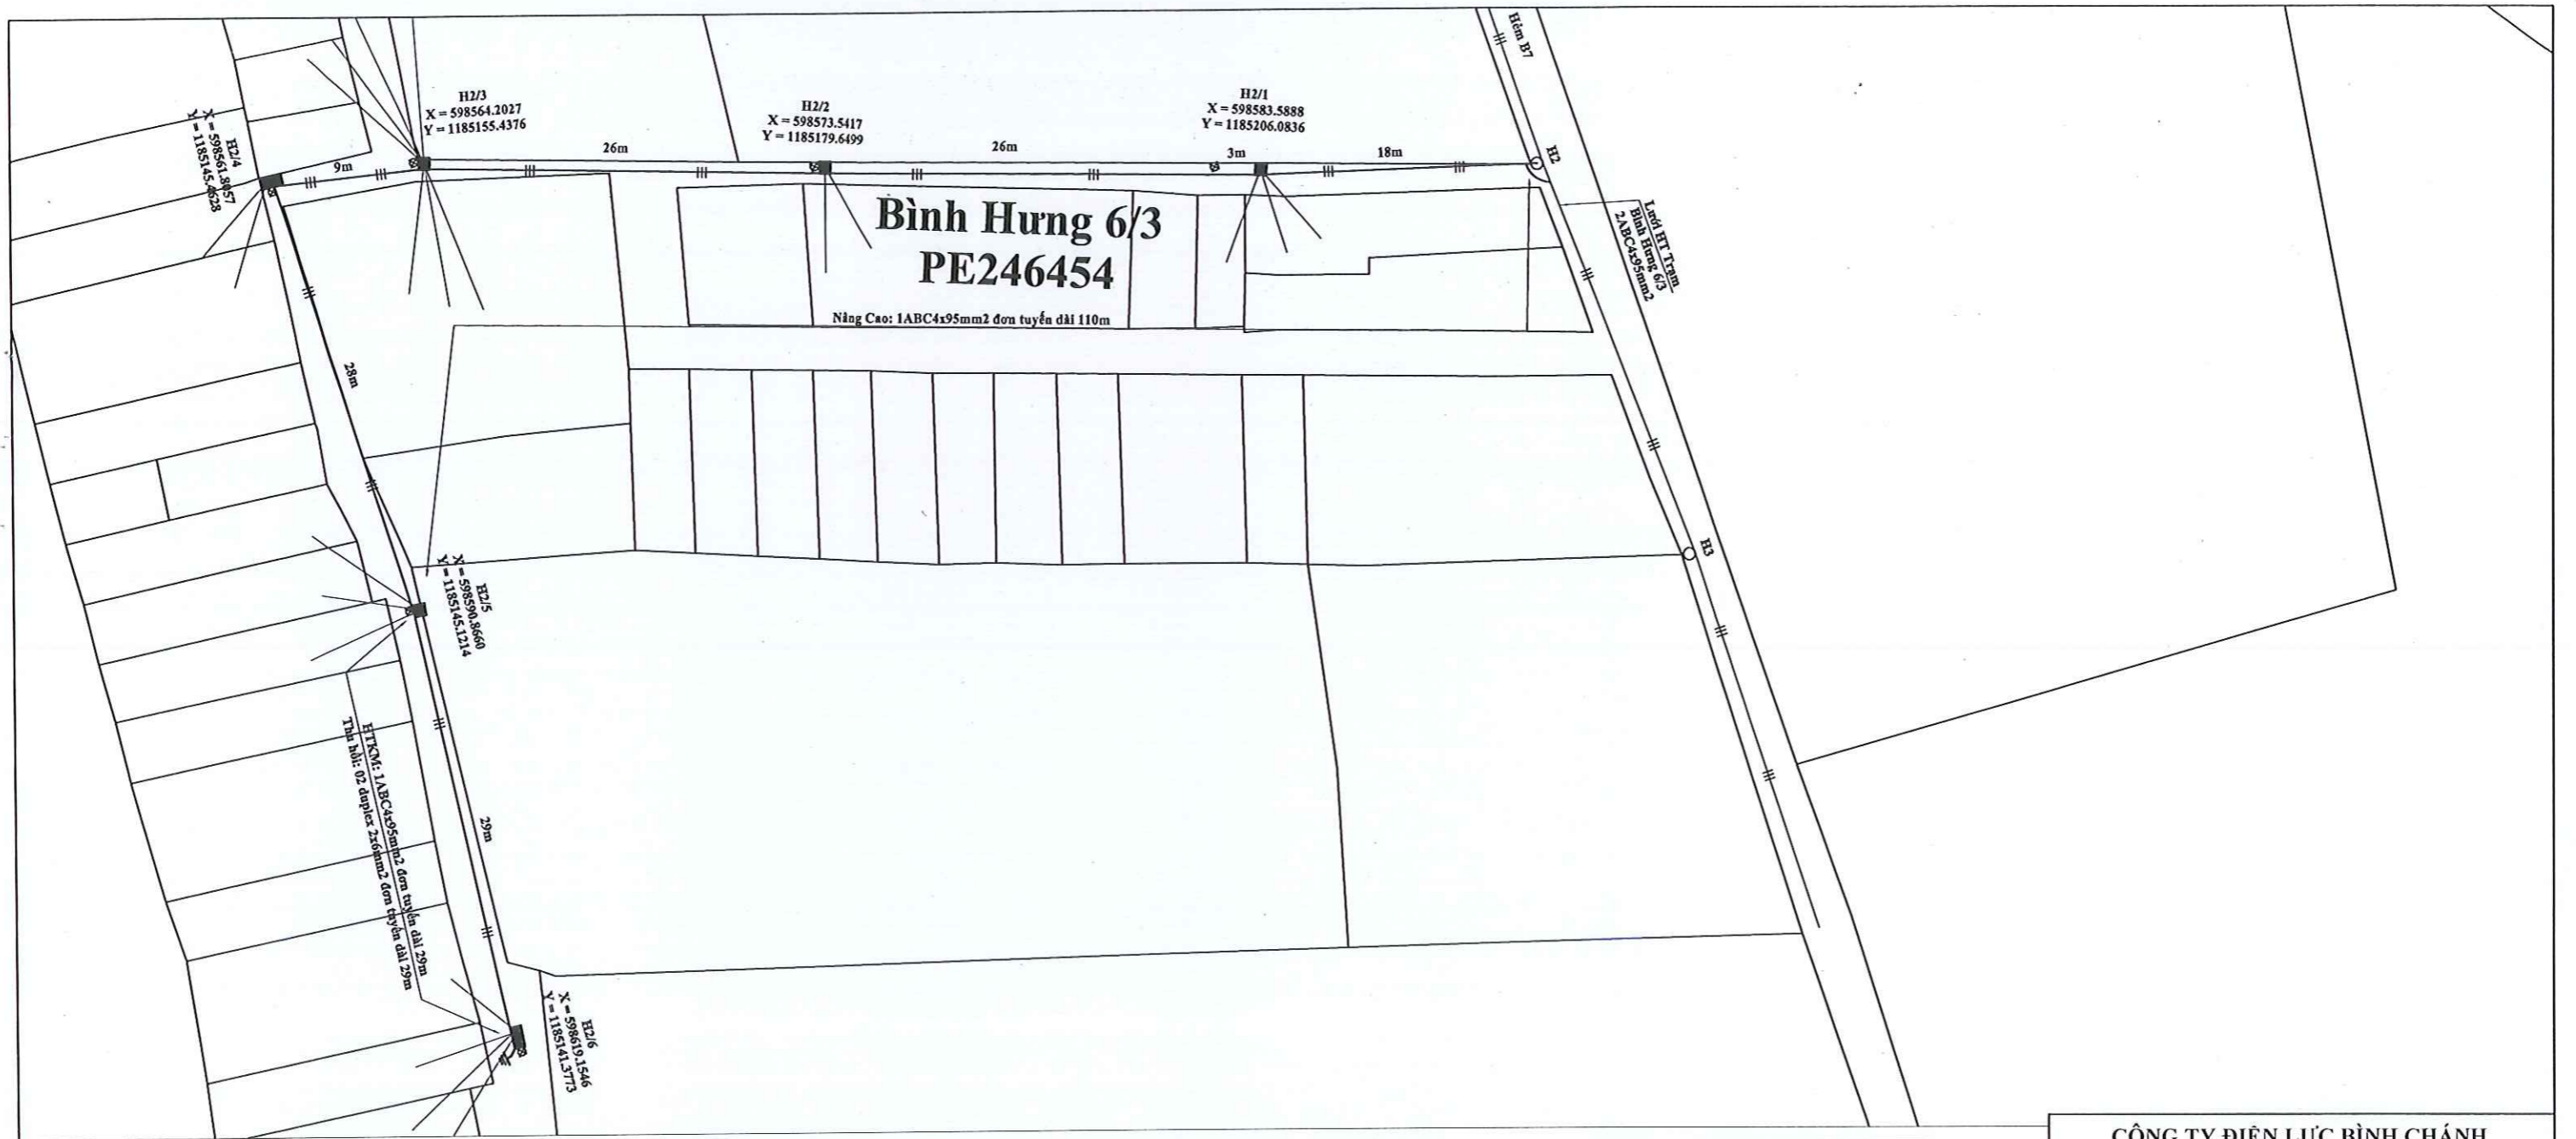 Hẻm B7
H2/3
X = 598564.2027
Y = 1185155.4376
H2/2
X = 598573.5417
Y = 1185179.6499
H2/1
X = 598583.5888
Y = 1185206.0836
H2/4
X = 598561.8957
Y = 1185145.4628
9m
26m
26m
3m
18m
H2
Bình Hưng 6/3
PE246454
Nâng Cao: 1ABC4x95mm2 đơn tuyến dài 110m
Lưới HT Trạm
Bình Hưng 6/3
2ABC4x95mm2
28m
H3
H2/5
X = 598590.8660
Y = 1185145.1214
HTKM: 1ABC4x95mm2 đơn tuyến dài 29m
Thu hồi: 02 duplex 2x6mm2 đơn tuyến dài 29m
29m
H2/6
X = 598619.1546
Y = 1185141.3773
CÔNG TY ĐIỆN LỰC BÌNH CHÁNH